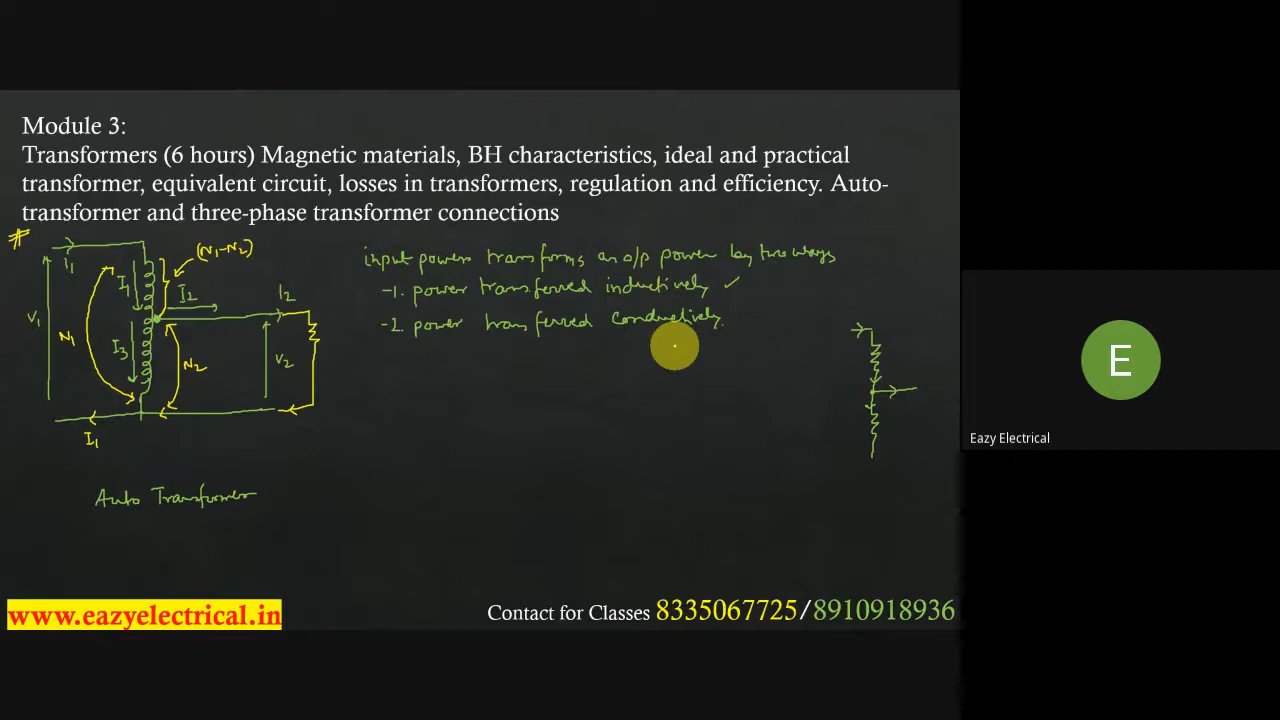 Module 3:
Transformers (6 hours) Magnetic materials, BH characteristics, ideal and practical
transformer, equivalent circuit, losses in transformers, regulation and efficiency. Auto-
transformer and three-phase transformer connections
#
i1
(N1-N2)
I1
I2
I2
V1
N1
I3
N2
V2
I1
Auto Transformer
input power transforms as o/p power by two ways
-1. power transferred inductively ✓
-2 power transferred conductively.
E
Eazy Electrical
www.eazyelectrical.in
Contact for Classes 8335067725/8910918936